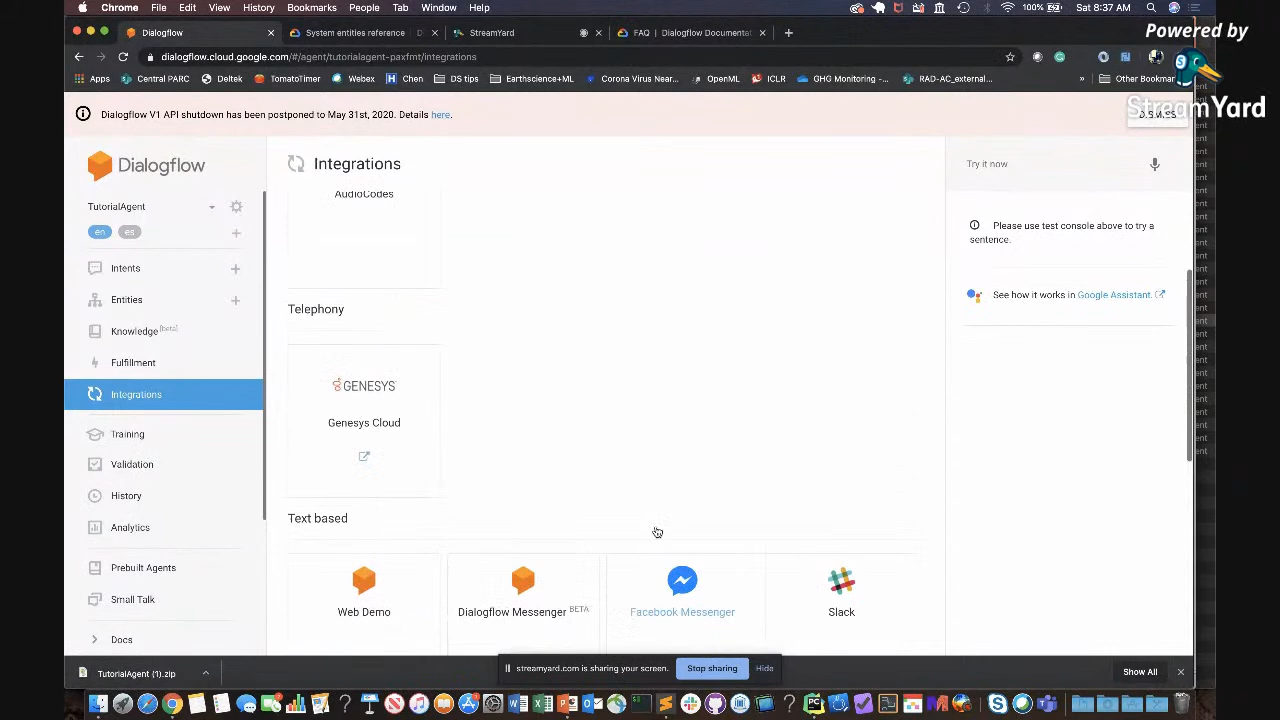 Chrome File Edit View History Bookmarks People Tab Window Help 100% Sat 8:37 AM
Dialogflow System entities reference | D StreamYard FAQ | Dialogflow Documentat
Powered by
dialogflow.cloud.google.com/#/agent/tutorialagent-paxfmt/integrations
Apps Central PARC Deltek TomatoTimer Webex Chen DS tips Earthscience+ML Corona Virus Near... OpenML ICLR GHG Monitoring -... RAD-AC_external... » Other Bookmar
StreamYard
Dialogflow V1 API shutdown has been postponed to May 31st, 2020. Details here.
DISMISS
Dialogflow
Integrations
Try it now
AudioCodes
TutorialAgent
en es
Please use test console above to try a
sentence.
Intents
Entities
See how it works in Google Assistant.
Telephony
Knowledge [beta]
Fulfillment
GENESYS
Integrations
Genesys Cloud
Training
Validation
History
Text based
Analytics
Prebuilt Agents
Small Talk
Web Demo Dialogflow Messenger BETA Facebook Messenger Slack
Docs
TutorialAgent (1).zip
streamyard.com is sharing your screen. Stop sharing Hide
Show All